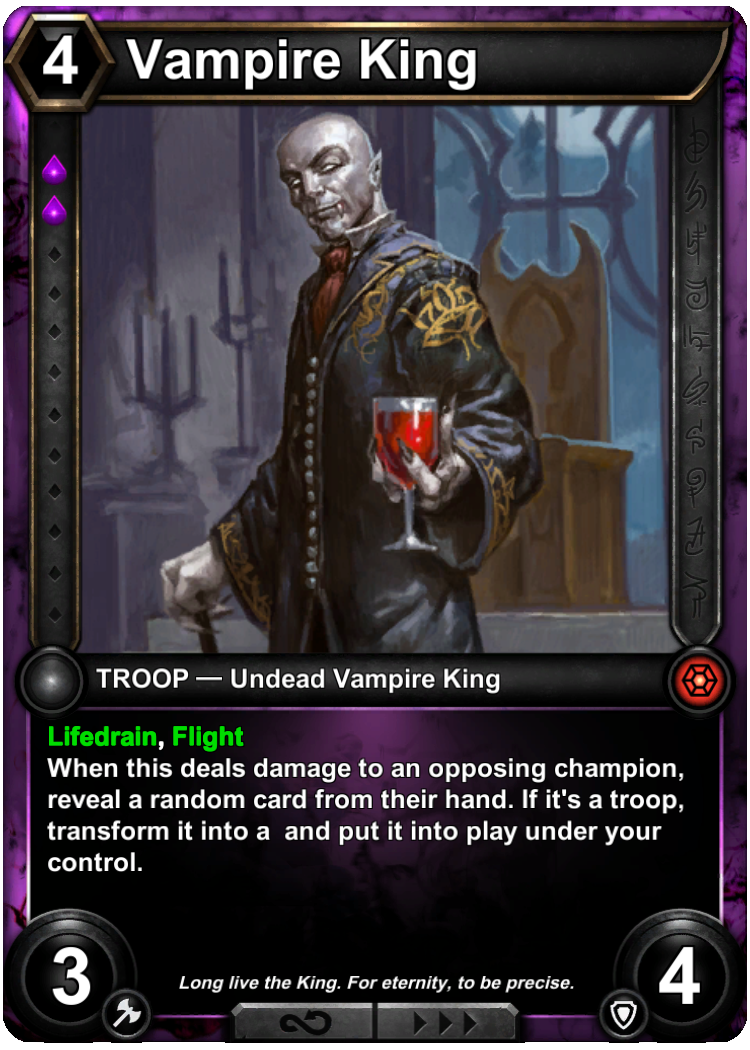 4 Vampire King
TROOP — Undead Vampire King
Lifedrain, Flight
When this deals damage to an opposing champion,
reveal a random card from their hand. If it's a troop,
transform it into a  and put it into play under your
control.
3
Long live the King. For eternity, to be precise.
4